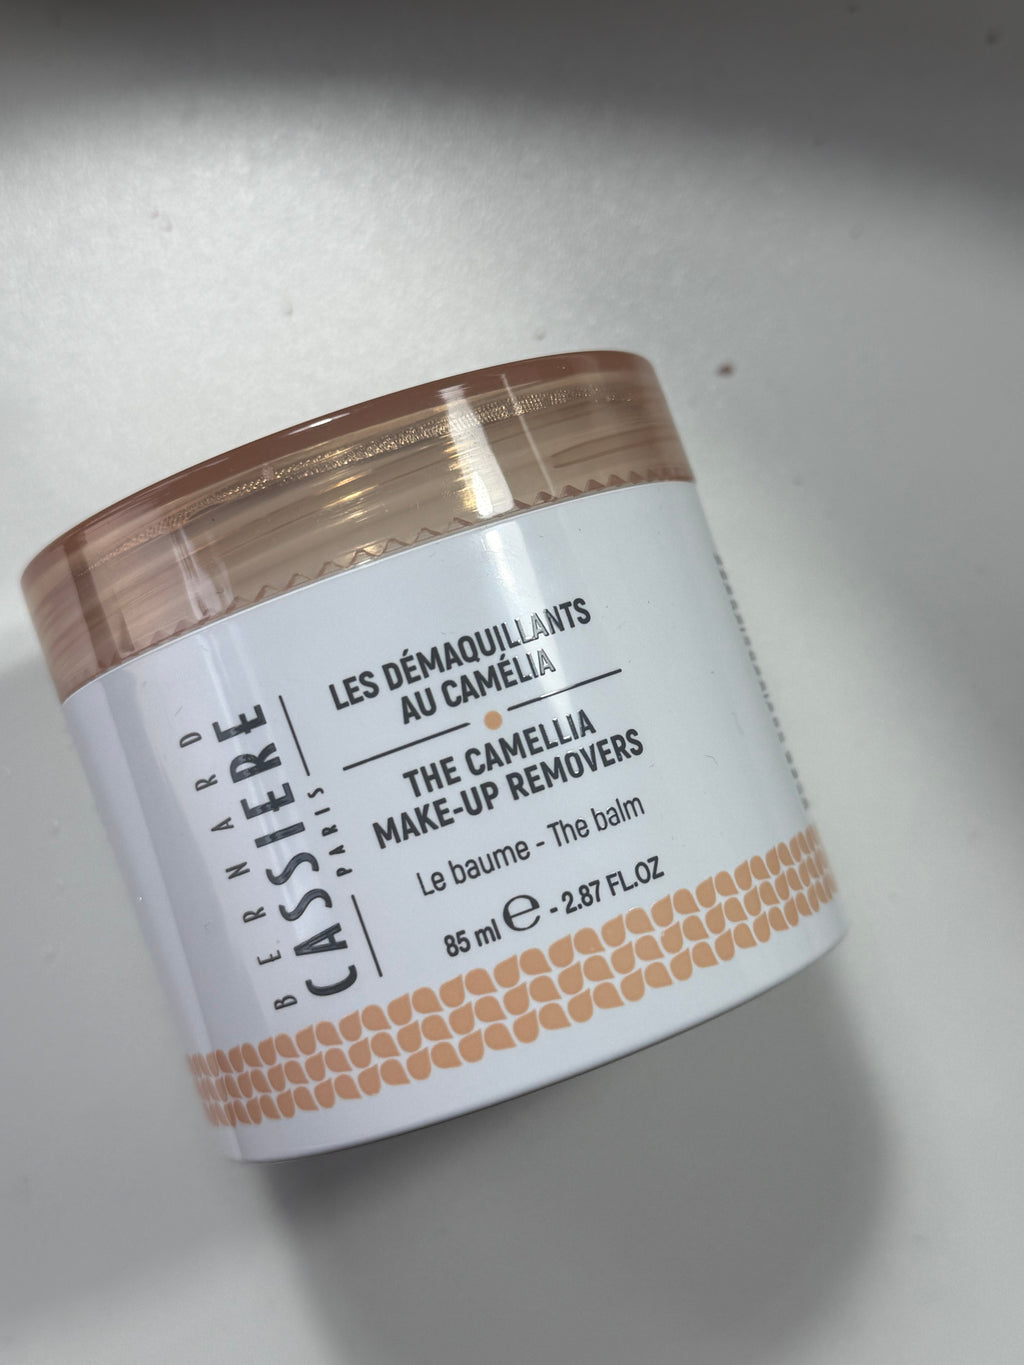 BERNARD
CASSIERE
PARIS
LES DÉMAQUILLANTS
AU CAMÉLIA
THE CAMELLIA
MAKE-UP REMOVERS
Le baume - The balm
85 ml ℮ - 2.87 FL.OZ